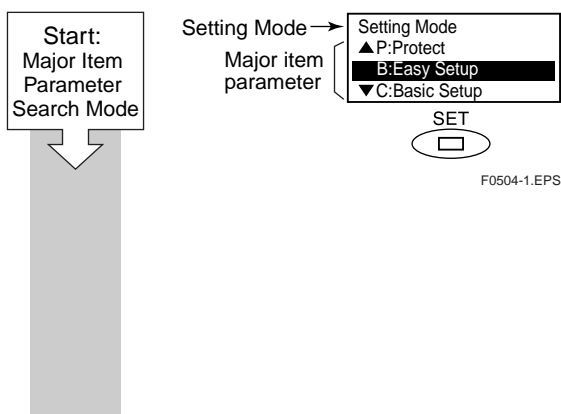 Start:
Major Item
Parameter
Search Mode
Setting Mode
Major item
parameter
Setting Mode
▲P:Protect
B:Easy Setup
▼C:Basic Setup
SET
F0504-1.EPS